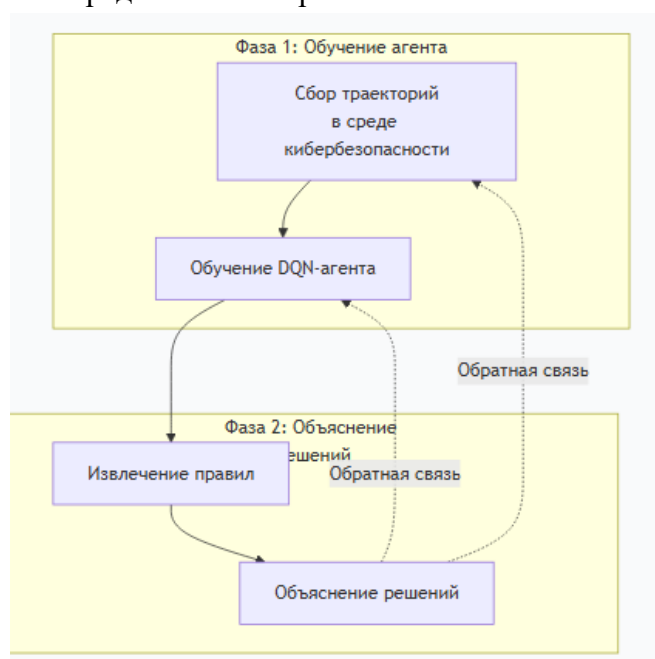 Фаза 1: Обучение агента
Сбор траекторий
в среде
кибербезопасности
Обучение DQN-агента
Обратная связь
Фаза 2: Объяснение
ешений
Извлечение правил
Обратная связь
Объяснение решений